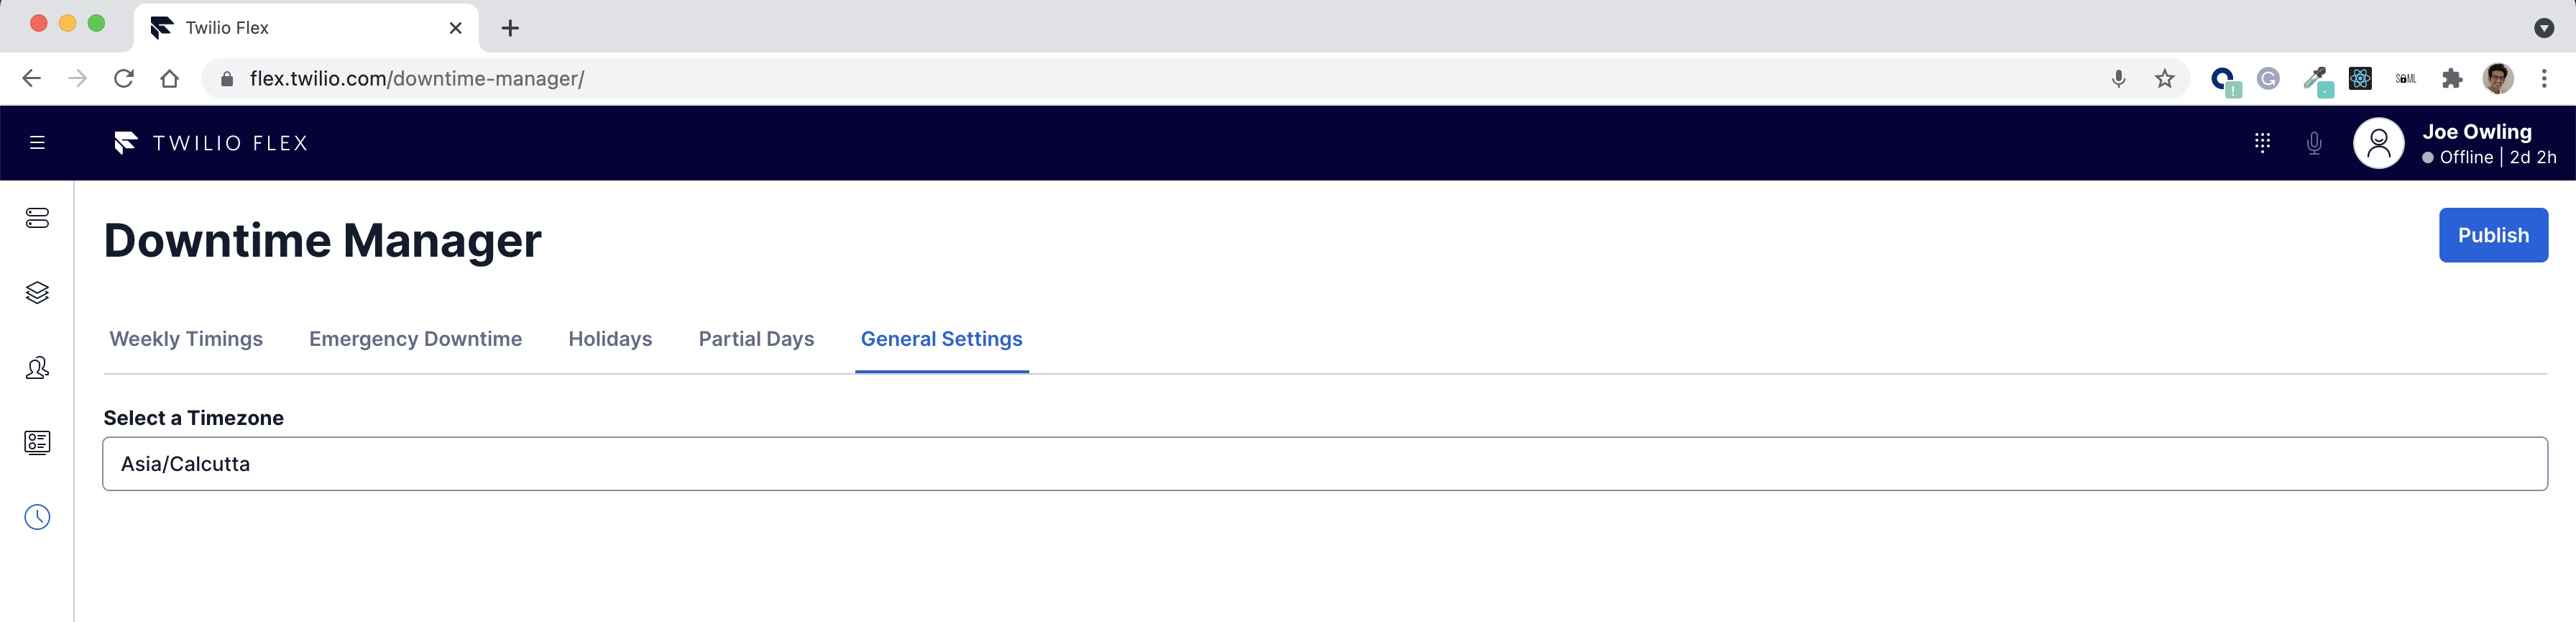 Twilio Flex
flex.twilio.com/downtime-manager/
SAML
TWILIO FLEX
Joe Owling
Offline | 2d 2h
Downtime Manager
Publish
Weekly Timings Emergency Downtime Holidays Partial Days General Settings
Select a Timezone
Asia/Calcutta